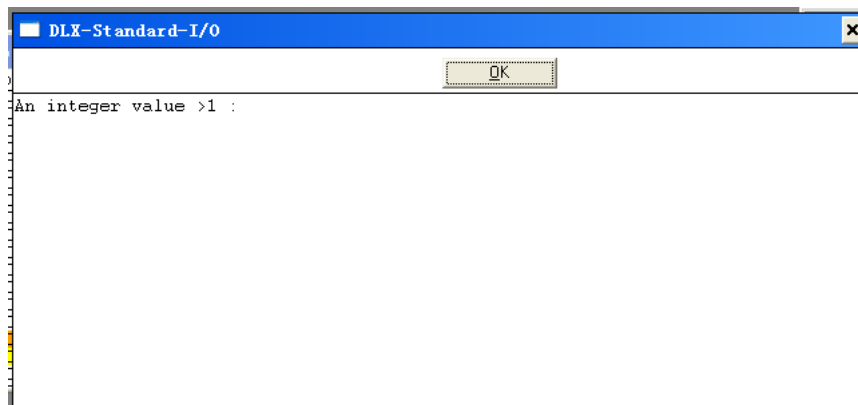 DLX-Standard-I/O
OK
An integer value >1 :